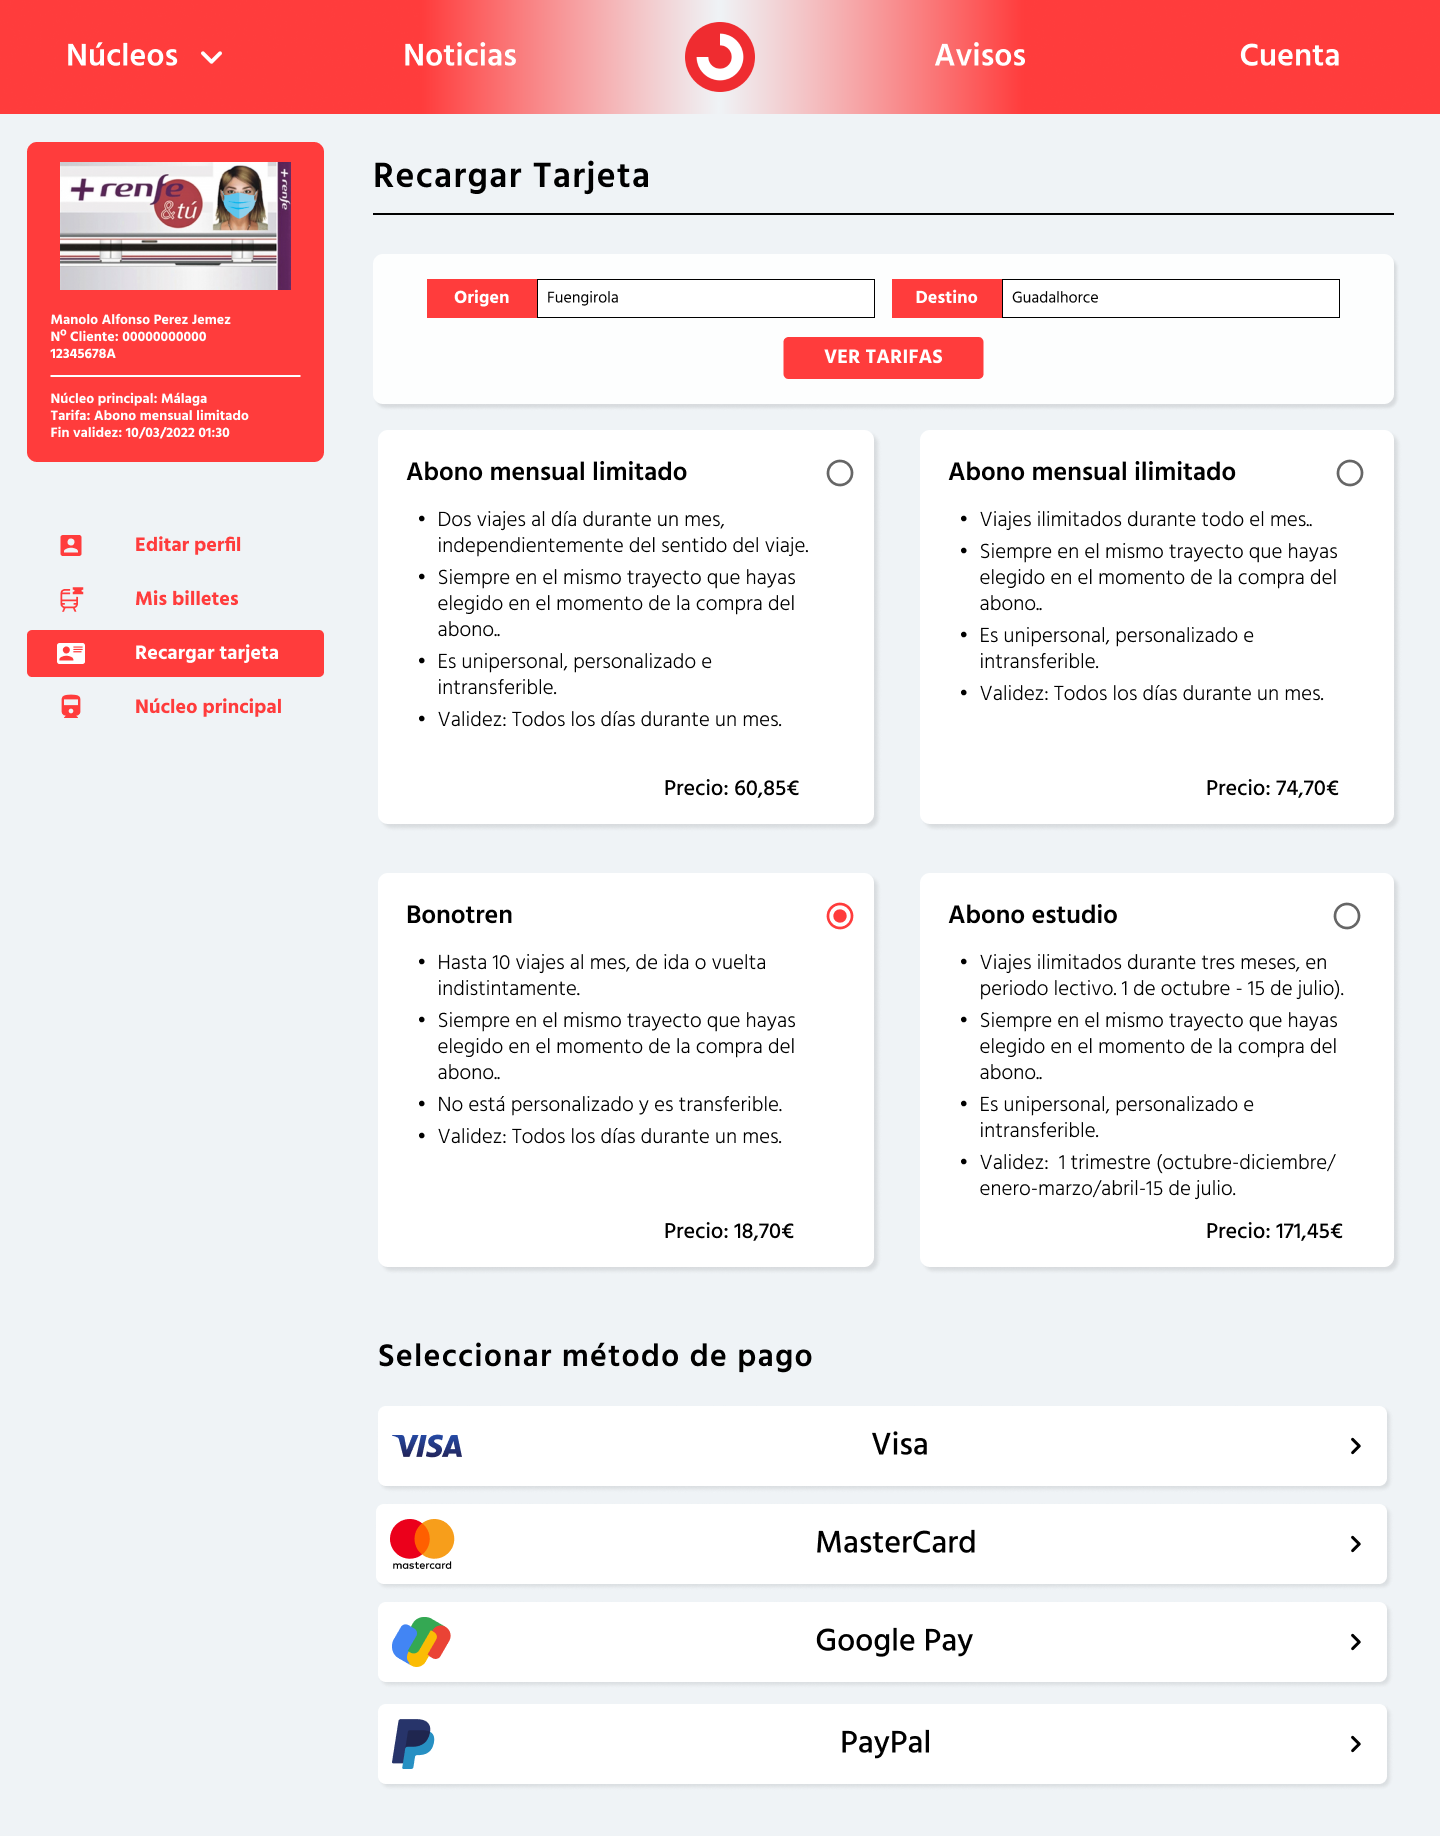 Núcleos
Noticias
Avisos
Cuenta
+renfe
&tú
+renfe
Manolo Alfonso Perez Jemez
Nº Cliente: 00000000000
12345678A
Núcleo principal: Málaga
Tarifa: Abono mensual limitado
Fin validez: 10/03/2022 01:30
Editar perfil
Mis billetes
Recargar tarjeta
Núcleo principal
Recargar Tarjeta
Origen
Fuengirola
Destino
Guadalhorce
VER TARIFAS
Abono mensual limitado
• Dos viajes al día durante un mes,
independientemente del sentido del viaje.
• Siempre en el mismo trayecto que hayas
elegido en el momento de la compra del
abono..
• Es unipersonal, personalizado e
intransferible.
• Validez: Todos los días durante un mes.
Precio: 60,85€
Abono mensual ilimitado
• Viajes ilimitados durante todo el mes..
• Siempre en el mismo trayecto que hayas
elegido en el momento de la compra del
abono..
• Es unipersonal, personalizado e
intransferible.
• Validez: Todos los días durante un mes.
Precio: 74,70€
Bonotren
• Hasta 10 viajes al mes, de ida o vuelta
indistintamente.
• Siempre en el mismo trayecto que hayas
elegido en el momento de la compra del
abono..
• No está personalizado y es transferible.
• Validez: Todos los días durante un mes.
Precio: 18,70€
Abono estudio
• Viajes ilimitados durante tres meses, en
periodo lectivo. 1 de octubre - 15 de julio).
• Siempre en el mismo trayecto que hayas
elegido en el momento de la compra del
abono..
• Es unipersonal, personalizado e
intransferible.
• Validez:  1 trimestre (octubre-diciembre/
enero-marzo/abril-15 de julio.
Precio: 171,45€
Seleccionar método de pago
VISA
Visa
mastercard
MasterCard
Google Pay
PayPal